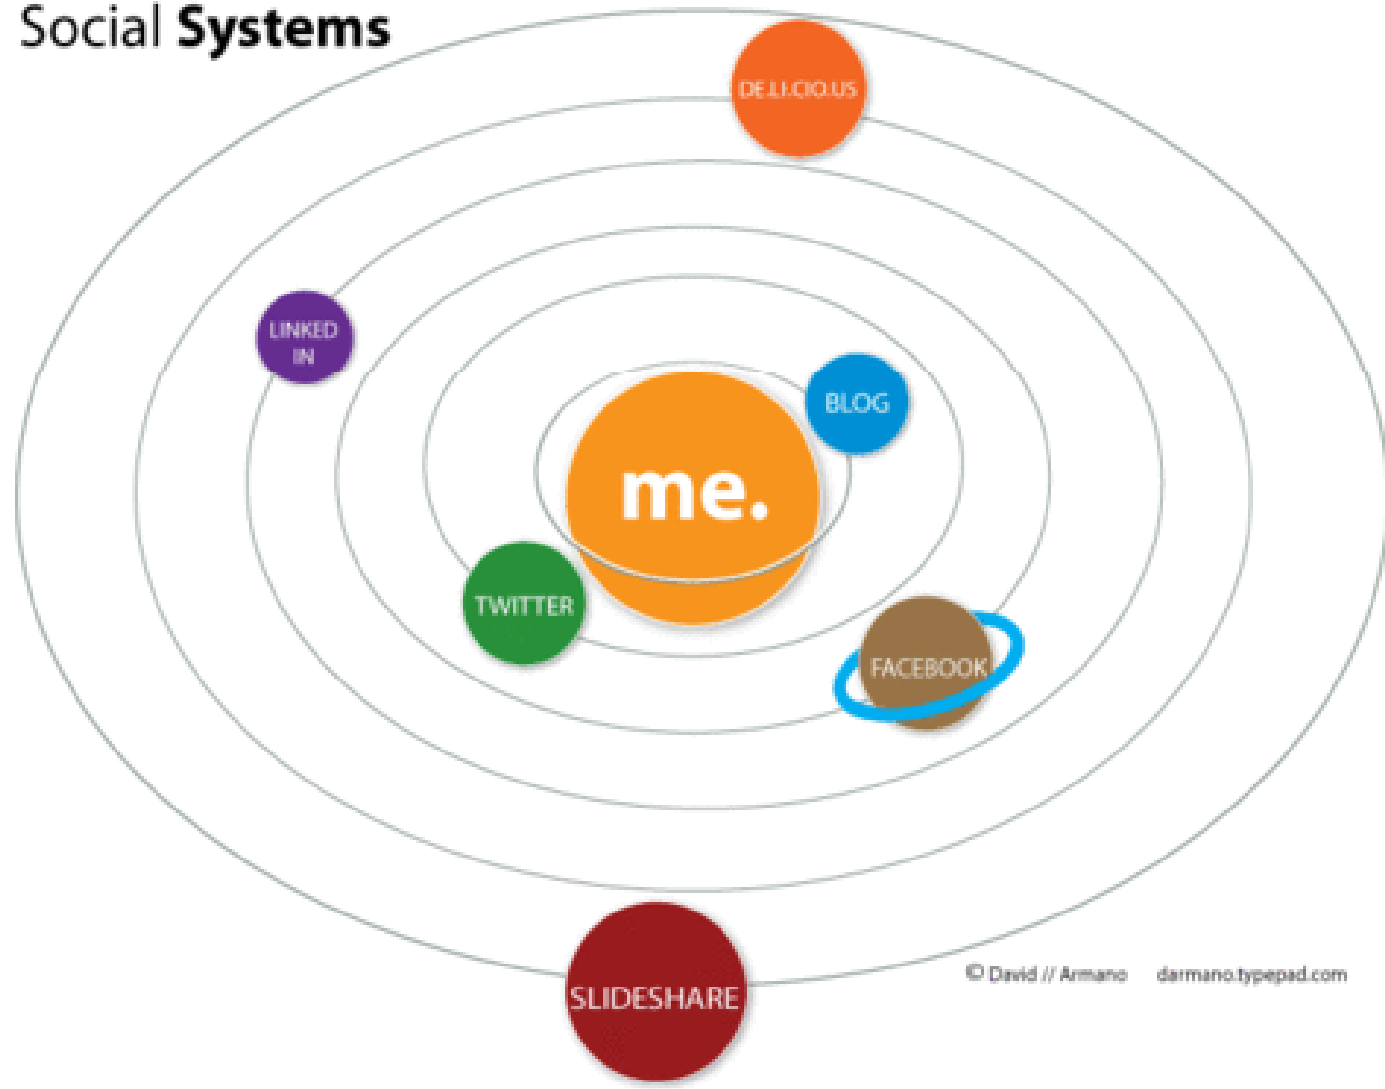 Social Systems
DE.LI.CIO.US
LINKED
IN
BLOG
me.
TWITTER
FACEBOOK
SLIDESHARE
© David // Armano darmano.typepad.com